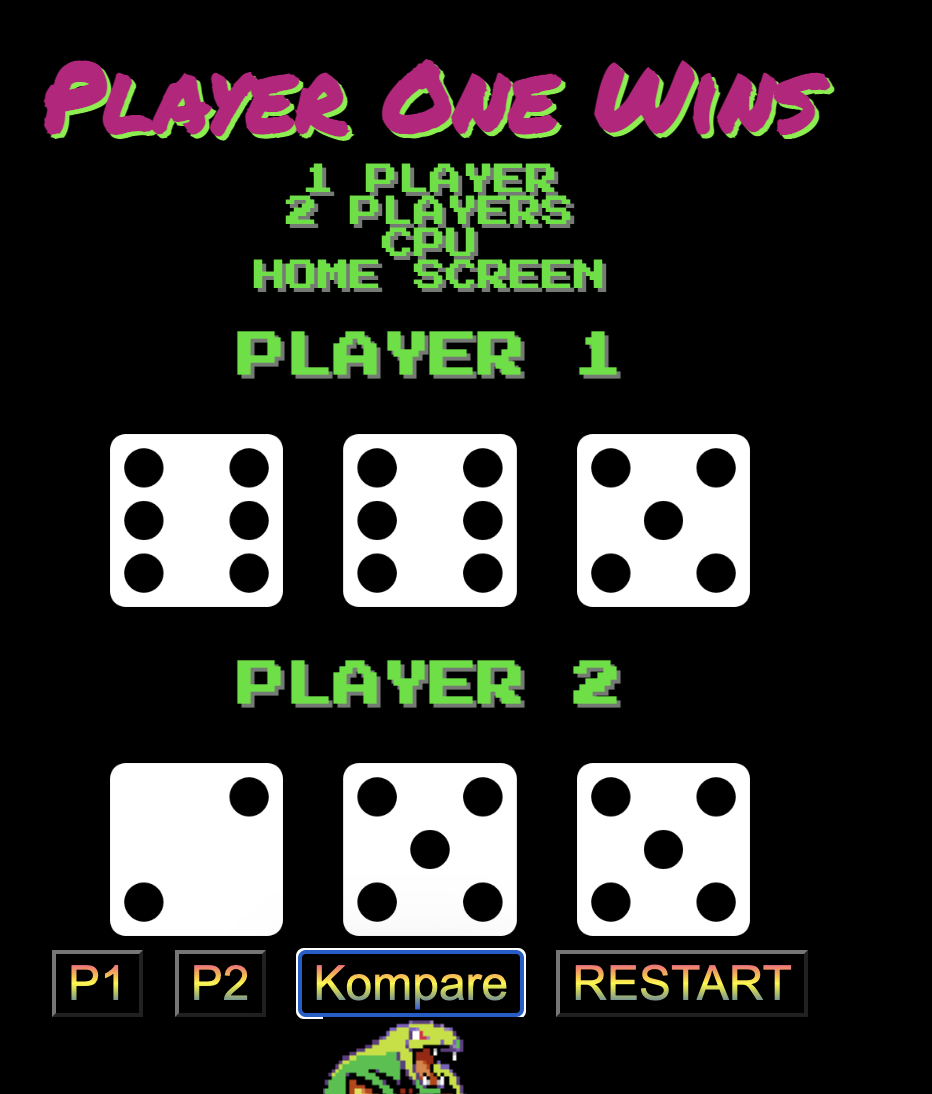 Player One Wins
1 PLAYER
2 PLAYERS
CPU
HOME SCREEN
PLAYER 1
PLAYER 2
P1 P2 Kompare RESTART